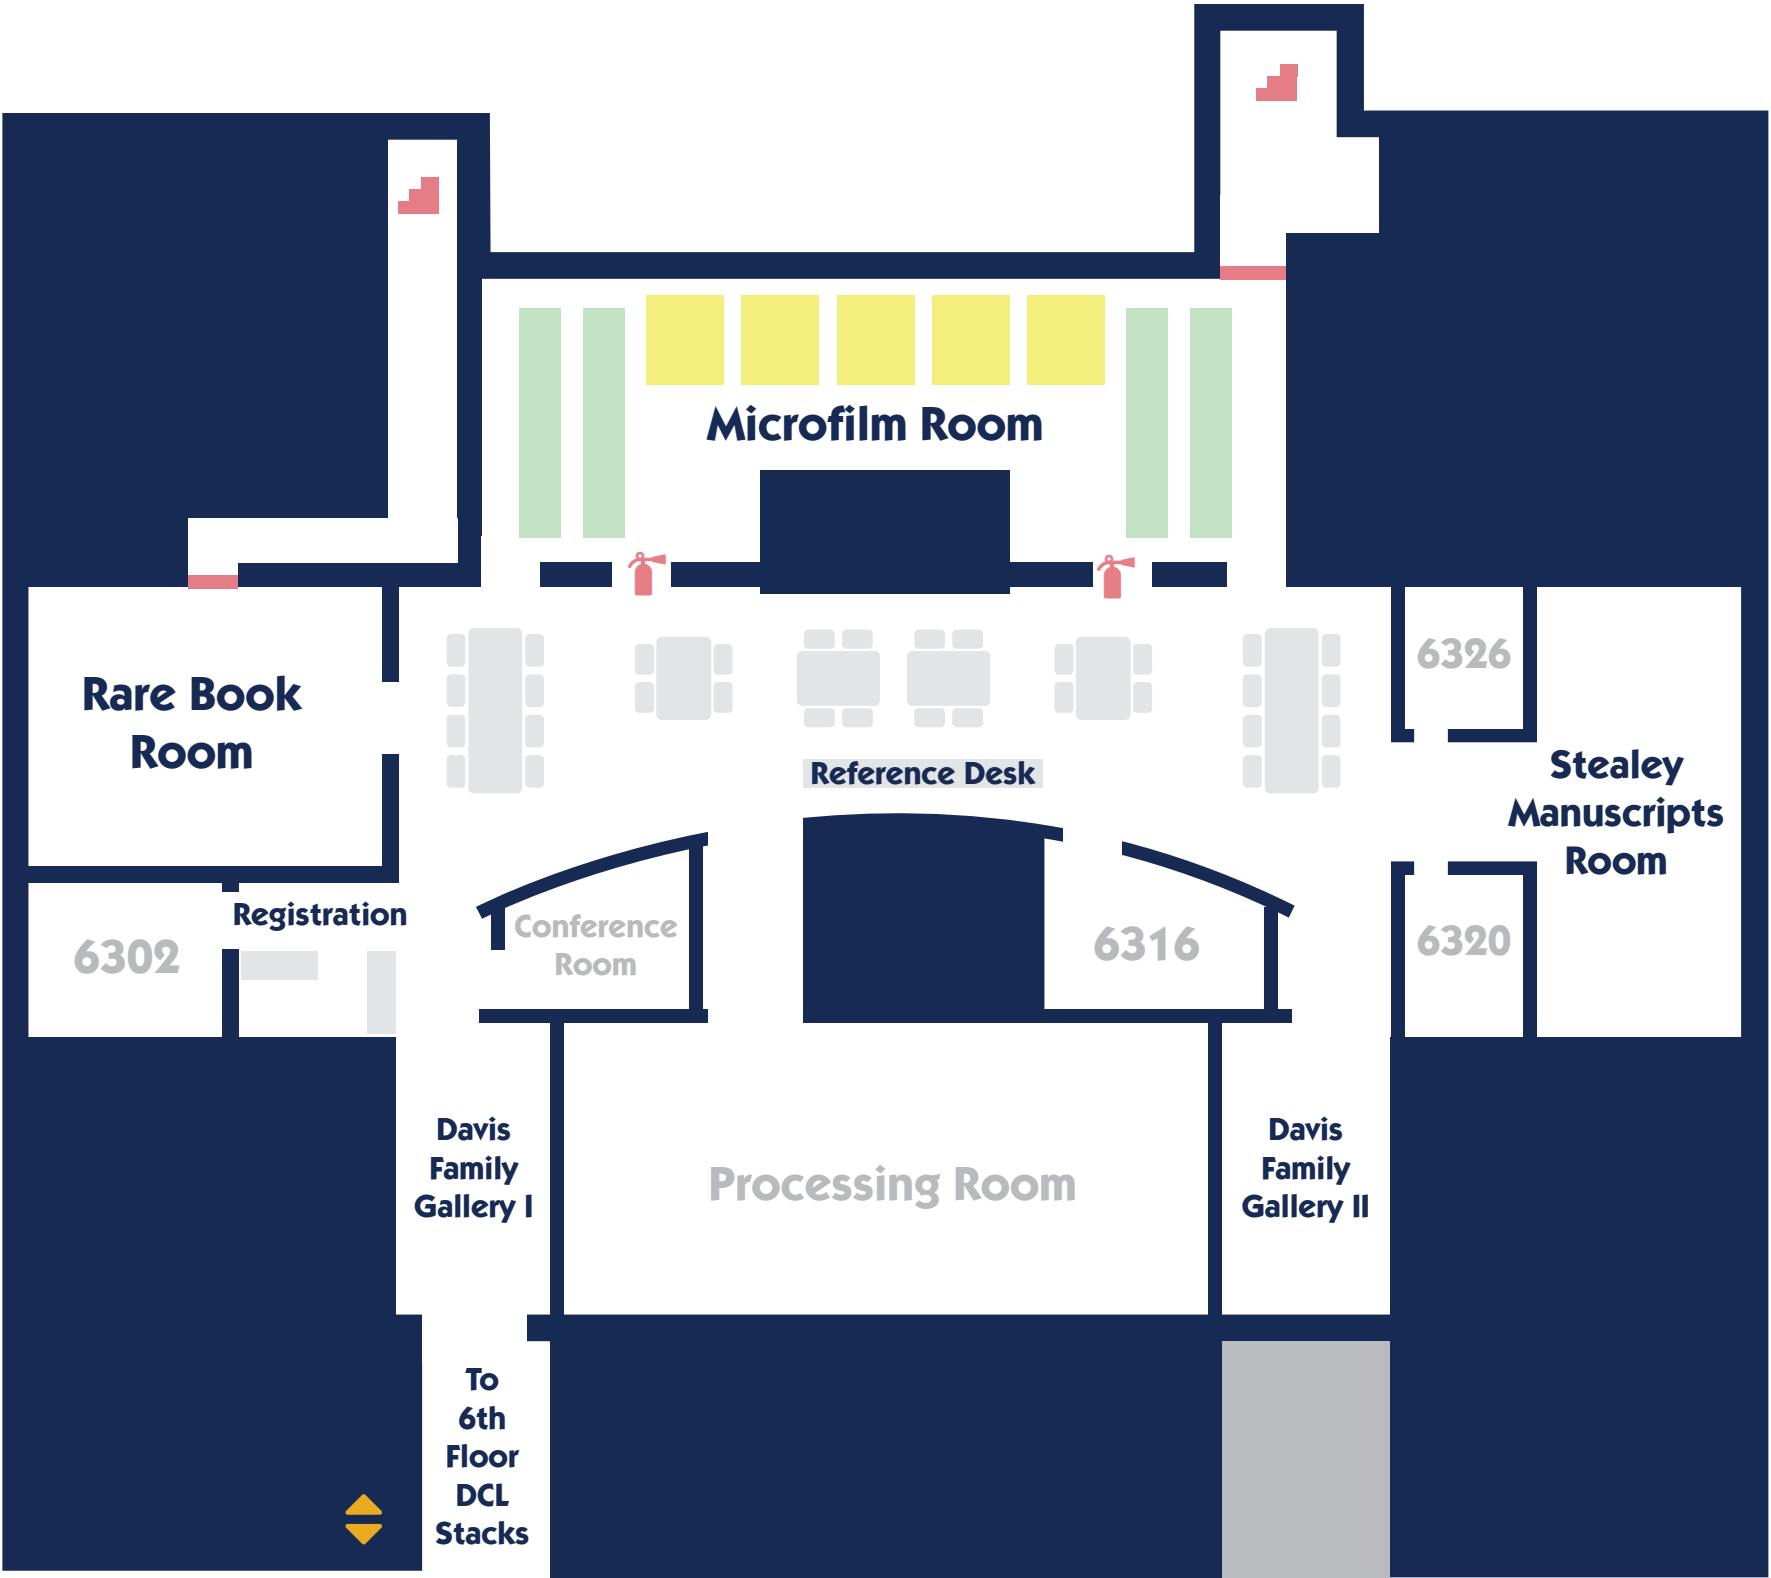 Microfilm Room
6326
Rare Book
Room
Stealey
Manuscripts
Room
Reference Desk
Registration
6302
Conference
Room
6316
6320
Davis
Family
Gallery I
Processing Room
Davis
Family
Gallery II
To
6th
Floor
DCL
Stacks